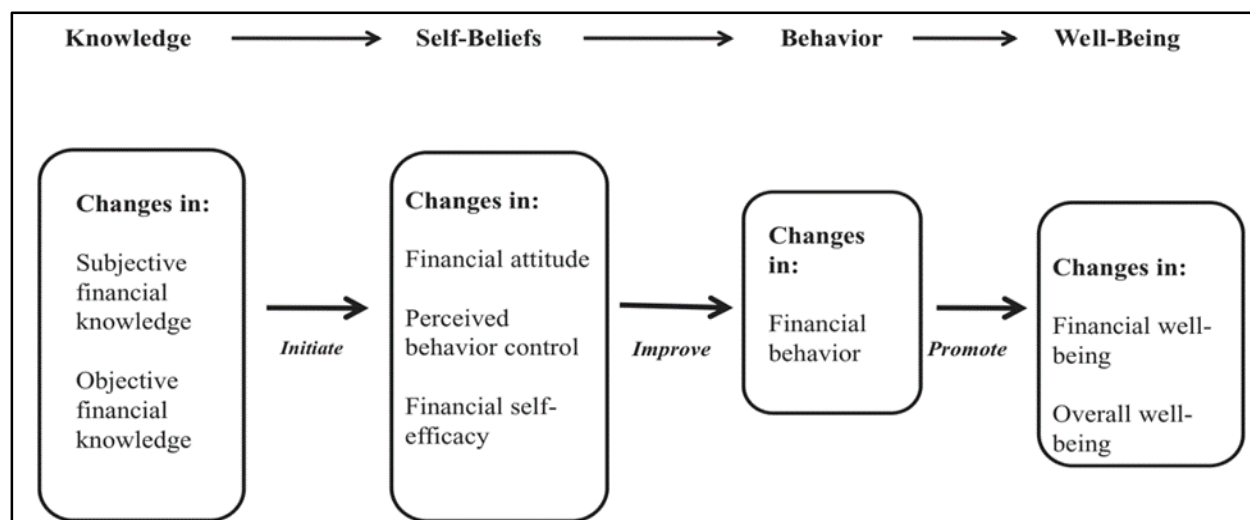 Knowledge
Self-Beliefs
Behavior
Well-Being
Changes in:
Subjective
financial
knowledge
Objective
financial
knowledge
Initiate
Changes in:
Financial attitude
Perceived
behavior control
Financial self-
efficacy
Improve
Changes
in:
Financial
behavior
Promote
Changes in:
Financial well-
being
Overall well-
being